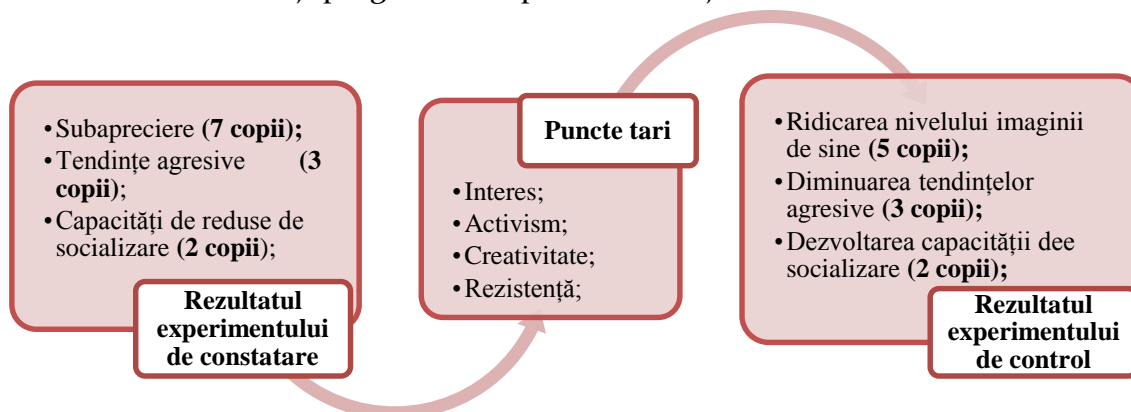 •Subapreciere (7 copii);
•Tendințe agresive (3
copii);
•Capacități de reduse de
socializare (2 copii);
Rezultatul
experimentului
de constatare
Puncte tari
•Interes;
•Activism;
•Creativitate;
•Rezistență;
•Ridicarea nivelului imaginii
de sine (5 copii);
•Diminuarea tendințelor
agresive (3 copii);
•Dezvoltarea capacității dee
socializare (2 copii);
Rezultatul
experimentului
de control